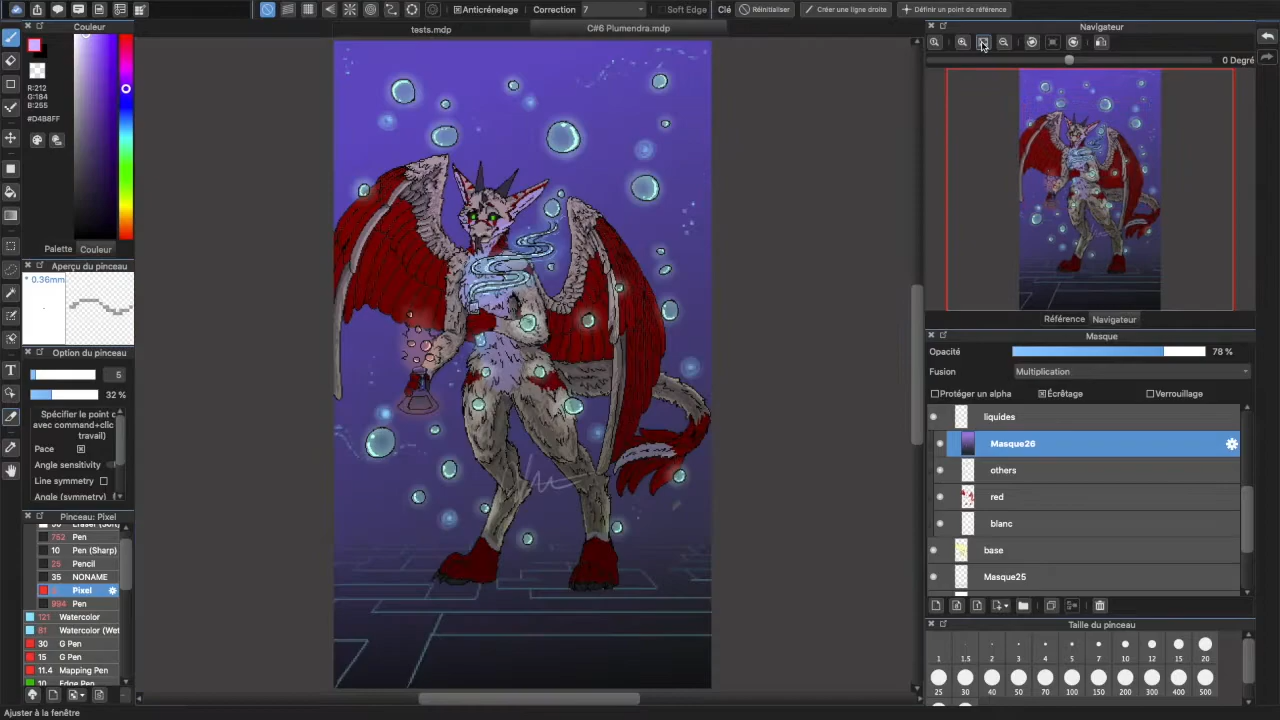 Anticrénelage
Correction
7
Soft Edge
Clé
Réinitialiser
Créer une ligne droite
Définir un point de référence
Couleur
tests.mdp
C#6 Plumendra.mdp
Navigateur
0 Degré
R:212
G:184
B:255
#D4B8FF
Palette
Couleur
Aperçu du pinceau
* 0.36mm
Option du pinceau
5
32 %
Spécifier le point c
avec command+clic
travail)
Pace
Angle sensitivity
Line symmetry
Angle (symmetry)
Pinceau: Pixel
50 Eraser (Soft)
752 Pen
10 Pen (Sharp)
25 Pencil
35 NONAME
Pixel
994 Pen
121 Watercolor
81 Watercolor (Wet
30 G Pen
15 G Pen
11.4 Mapping Pen
10 Edge Pen
Ajuster à la fenêtre
Référence
Navigateur
Masque
Opacité
78 %
Fusion
Multiplication
Protéger un alpha
Écrêtage
Verrouillage
liquides
Masque26
others
red
blanc
base
Masque25
Taille du pinceau
1 1.5 2 3 4 5 7 10 12 15 20
25 30 40 50 70 100 150 200 300 400 500